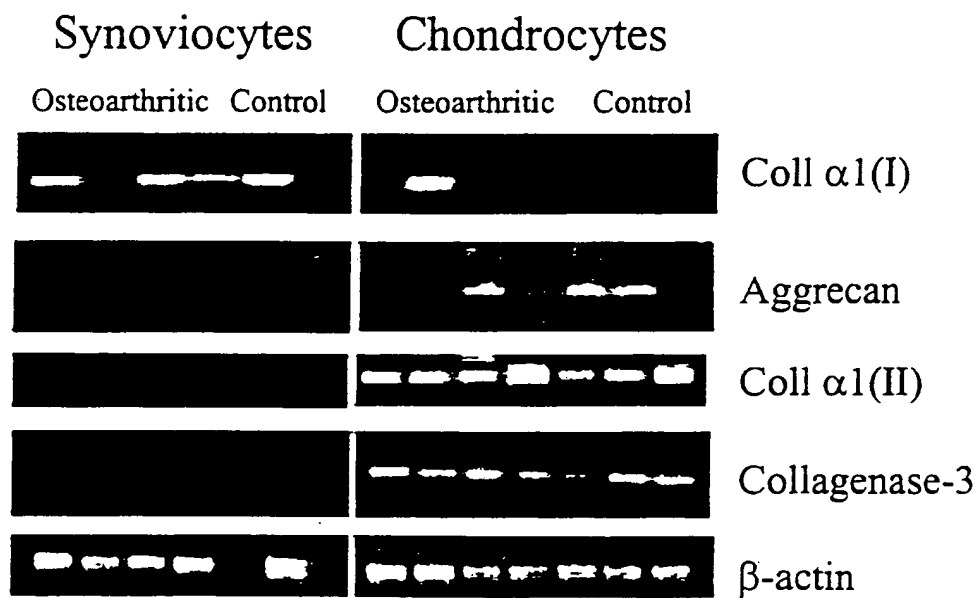 Synoviocytes Chondrocytes
Osteoarthritic Control Osteoarthritic Control
Coll α1(I)
Aggrecan
Coll α1(II)
Collagenase-3
β-actin